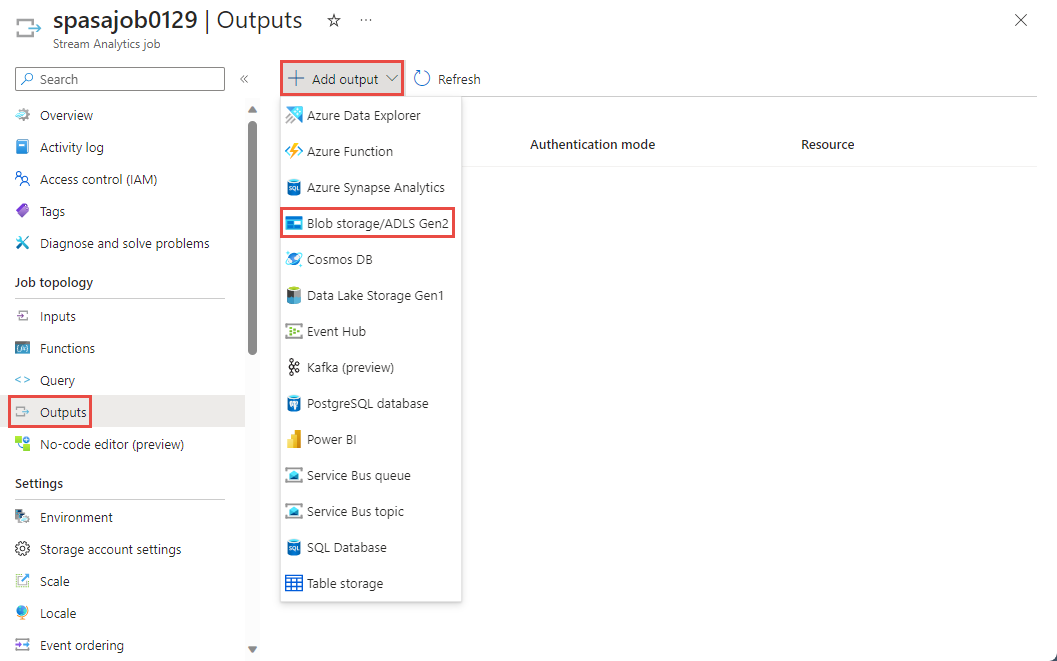 spasajob0129 | Outputs
Stream Analytics job
Search
Overview
Activity log
Access control (IAM)
Tags
Diagnose and solve problems
Job topology
Inputs
Functions
Query
Outputs
No-code editor (preview)
Settings
Environment
Storage account settings
Scale
Locale
Event ordering
Add output
Refresh
Azure Data Explorer
Azure Function
Azure Synapse Analytics
Blob storage/ADLS Gen2
Cosmos DB
Data Lake Storage Gen1
Event Hub
Kafka (preview)
PostgreSQL database
Power BI
Service Bus queue
Service Bus topic
SQL Database
Table storage
Authentication mode
Resource